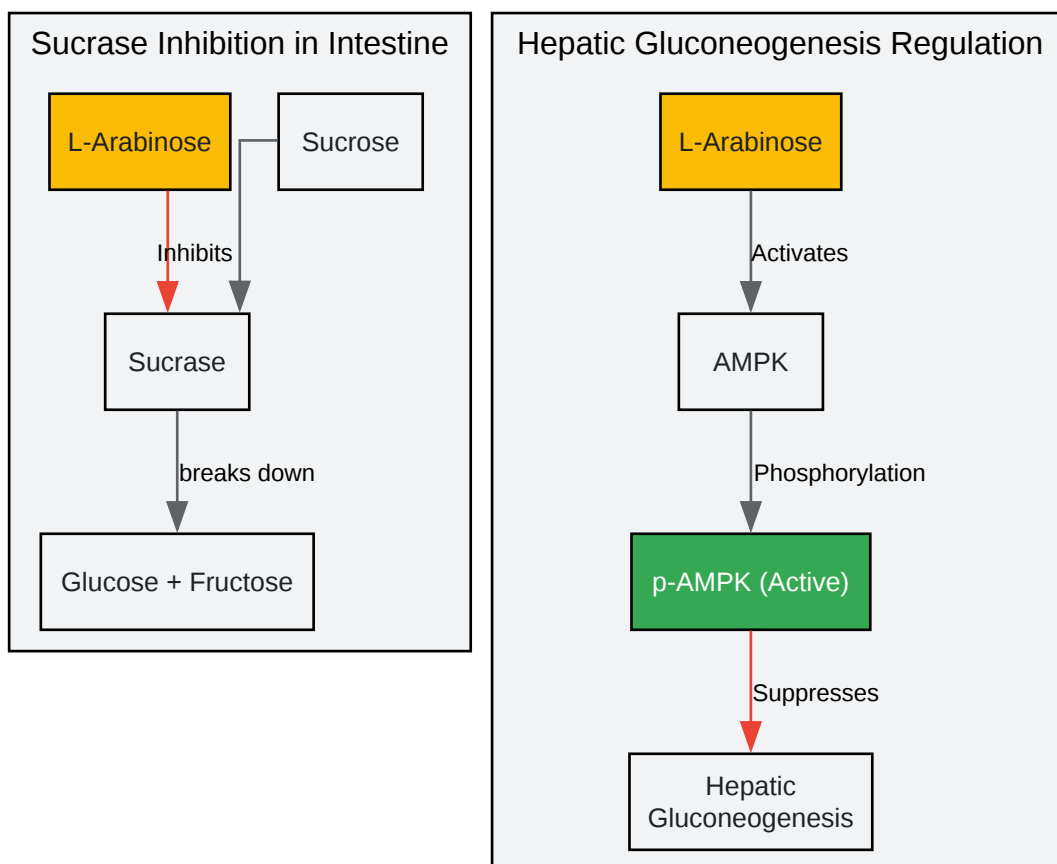 Sucrase Inhibition in Intestine
L-Arabinose
Sucrose
Inhibits
Sucrase
breaks down
Glucose + Fructose
Hepatic Gluconeogenesis Regulation
L-Arabinose
Activates
AMPK
Phosphorylation
p-AMPK (Active)
Suppresses
Hepatic
Gluconeogenesis